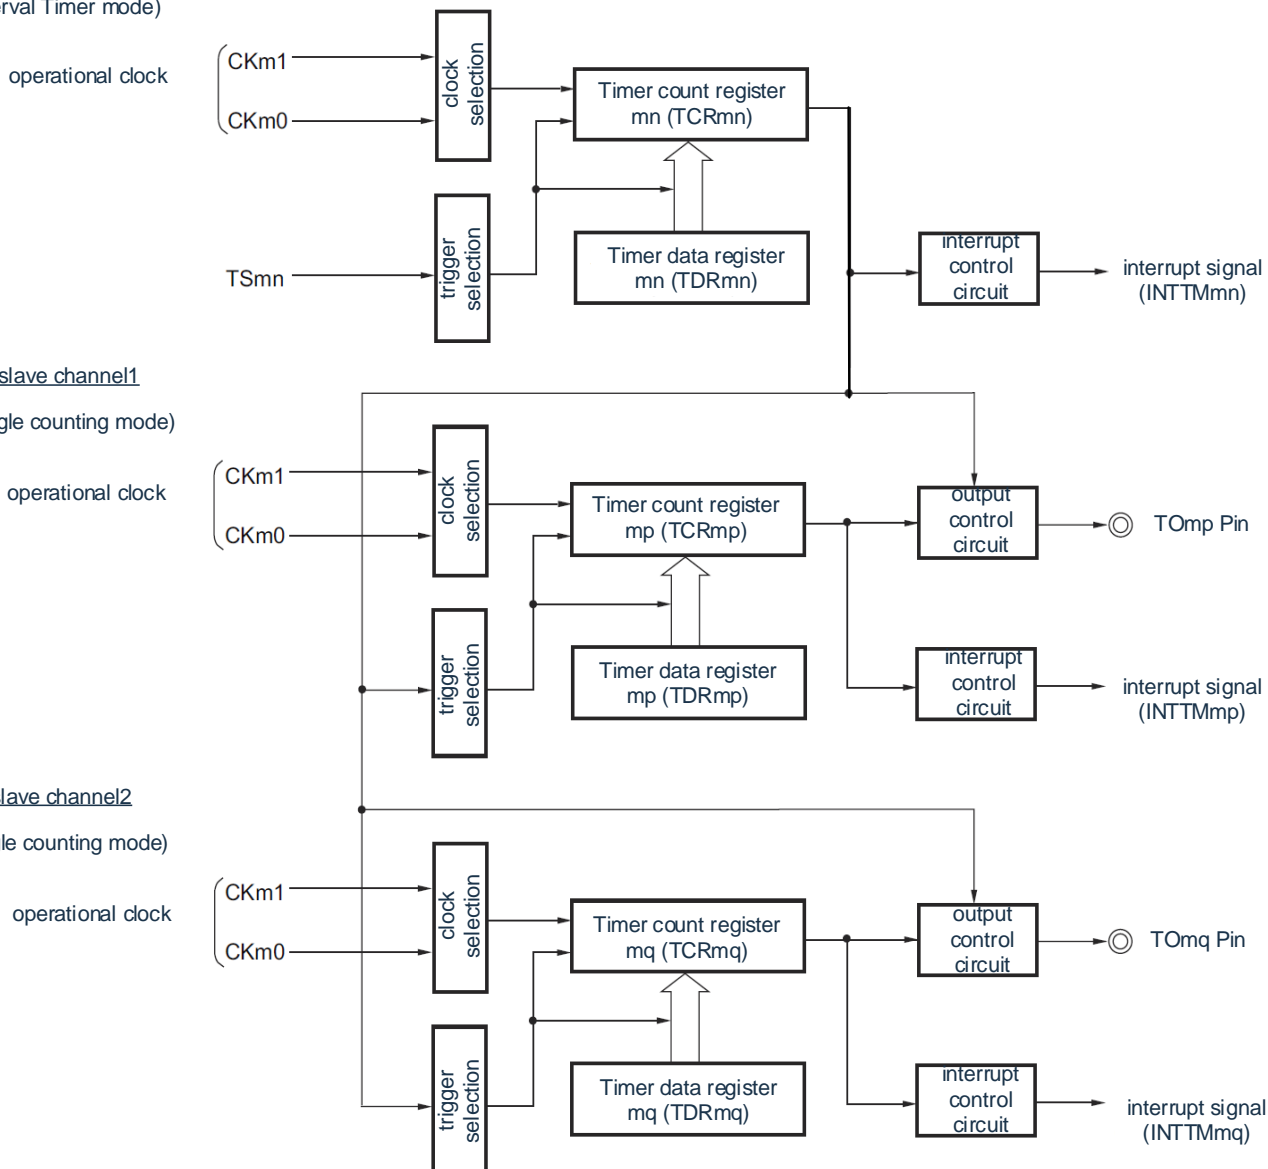 erval Timer mode)
operational clock
CKm1
CKm0
clock
selection
Timer count register
mn (TCRmn)
TSmn
trigger
selection
Timer data register
mn (TDRmn)
interrupt
control
circuit
interrupt signal
(INTTMmn)
slave channel1
gle counting mode)
operational clock
CKm1
CKm0
clock
selection
Timer count register
mp (TCRmp)
output
control
circuit
TOmp Pin
trigger
selection
Timer data register
mp (TDRmp)
interrupt
control
circuit
interrupt signal
(INTTMmp)
slave channel2
gle counting mode)
operational clock
CKm1
CKm0
clock
selection
Timer count register
mq (TCRmq)
output
control
circuit
TOmq Pin
trigger
selection
Timer data register
mq (TDRmq)
interrupt
control
circuit
interrupt signal
(INTTMmq)